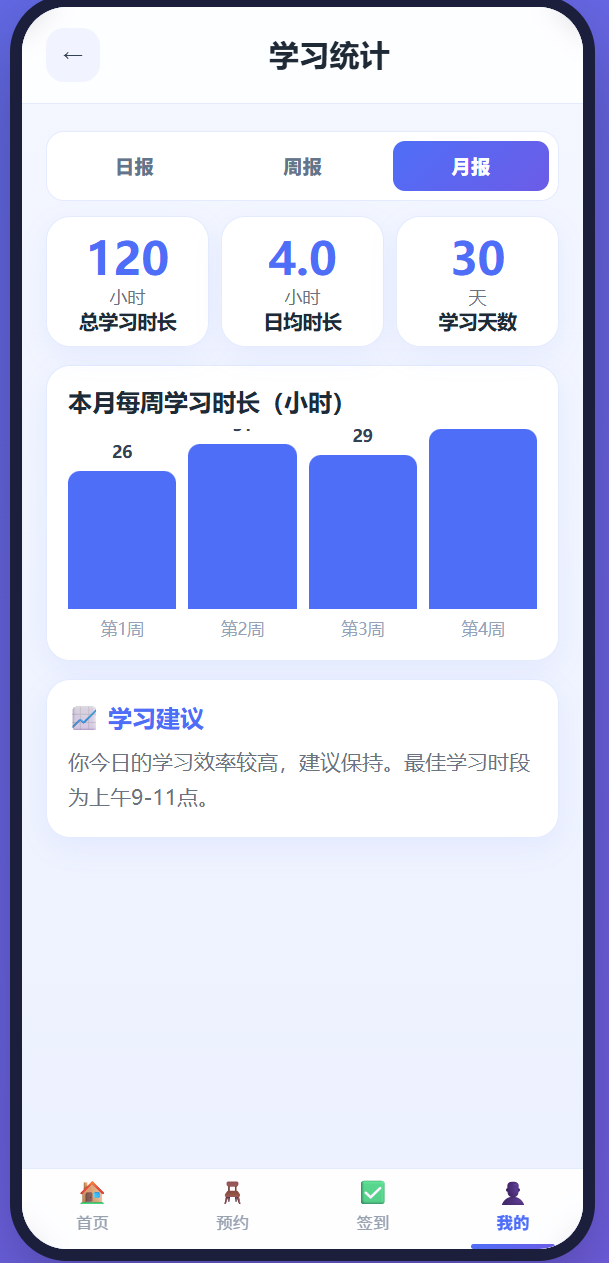 ←
学习统计
日报 周报 月报
120 4.0 30
小时 小时 天
总学习时长 日均时长 学习天数
本月每周学习时长（小时）
26 29
第1周 第2周 第3周 第4周
学习建议
你今日的学习效率较高，建议保持。最佳学习时段
为上午9-11点。
首页 预约 签到 我的